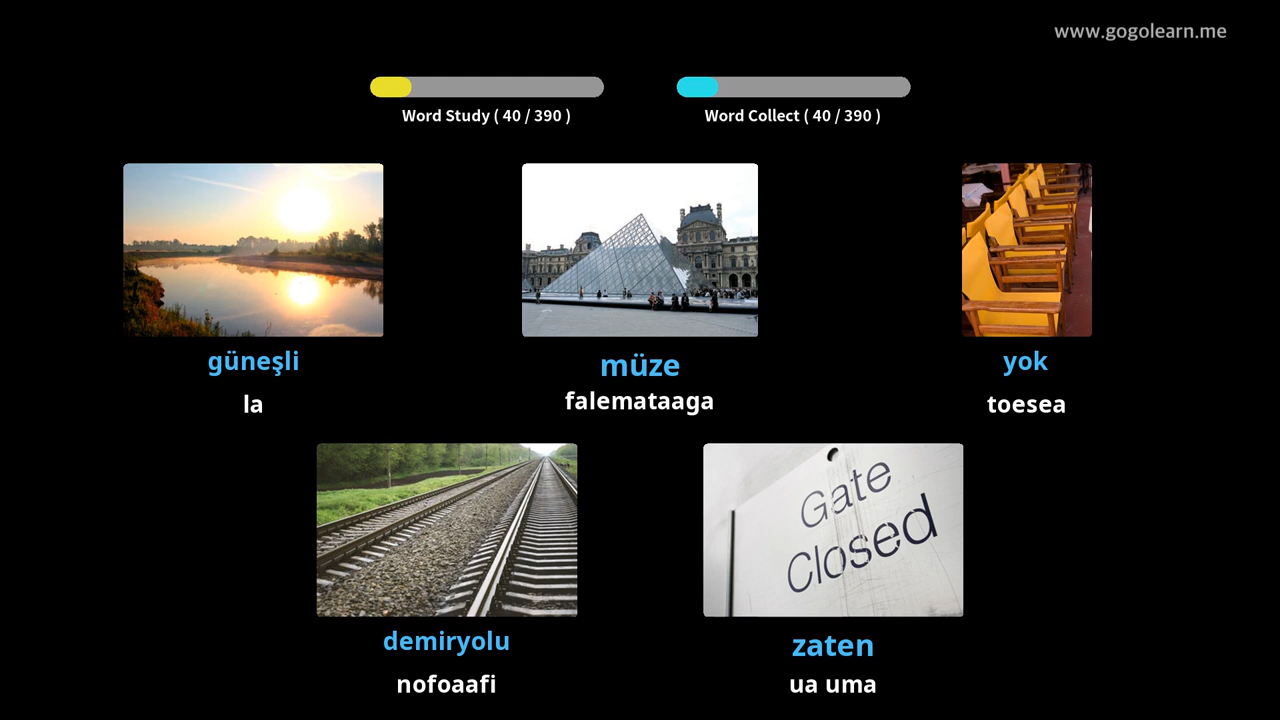 www.gogolearn.me
Word Study ( 40 / 390 )
Word Collect ( 40 / 390 )
güneşli
la
müze
falemataaga
yok
toesea
demiryolu
nofoaafi
Gate
Closed
zaten
ua uma